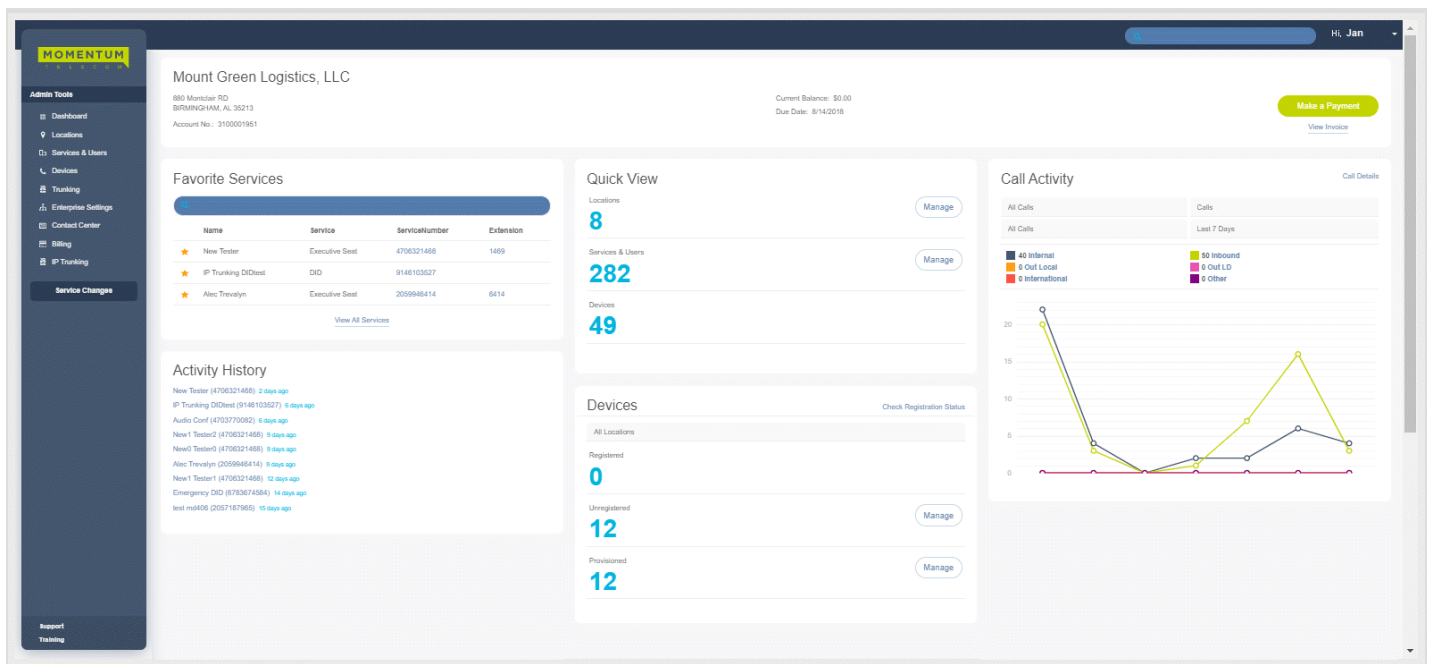 MOMENTUM
TELECOM
Hi, Jan
Admin Tools
Dashboard
Locations
Services & Users
Devices
Trunking
Enterprise Settings
Contact Center
Billing
IP Trunking
Service Changes
Support
Training
Mount Green Logistics, LLC
880 Montclair RD
BIRMINGHAM, AL 35213
Account No.: 3100001951
Current Balance: $0.00
Due Date: 8/14/2018
Make a Payment
View Invoice
Favorite Services
Name Service ServiceNumber Extension
New Tester Executive Seat 4706321468 1469
IP Trunking DIDtest DID 9146103527
Alec Trevalyn Executive Seat 2059946414 6414
View All Services
Activity History
New Tester (4706321468) 2 days ago
IP Trunking DIDtest (9146103527) 6 days ago
Audio Conf (4703770082) 6 days ago
New1 Tester2 (4706321468) 9 days ago
New0 Tester0 (4706321468) 9 days ago
Alec Trevalyn (2059946414) 9 days ago
New1 Tester1 (4706321468) 12 days ago
Emergency DID (6783674584) 14 days ago
test md406 (2057187965) 15 days ago
Quick View
Locations
8
Manage
Services & Users
282
Manage
Devices
49
Devices
Check Registration Status
All Locations
Registered
0
Unregistered
12
Manage
Provisioned
12
Manage
Call Activity
Call Details
All Calls Calls
All Calls Last 7 Days
40 Internal 50 Inbound
0 Out Local 0 Out LD
0 International 0 Other
20
15
10
5
0